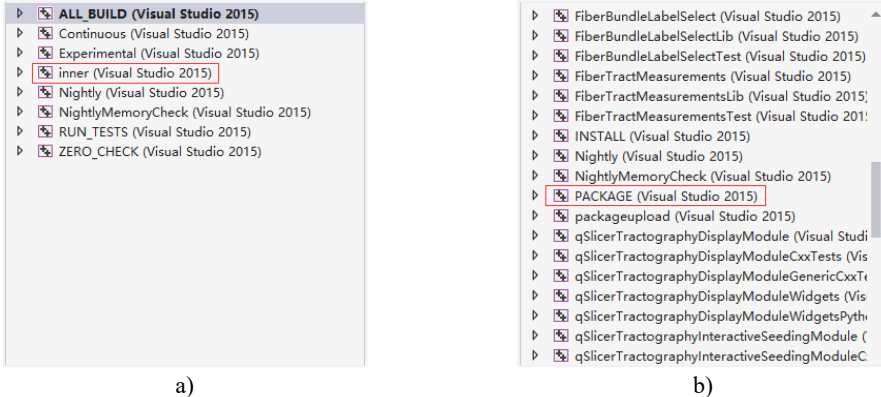 ALL_BUILD (Visual Studio 2015)
Continuous (Visual Studio 2015)
Experimental (Visual Studio 2015)
inner (Visual Studio 2015)
Nightly (Visual Studio 2015)
NightlyMemoryCheck (Visual Studio 2015)
RUN_TESTS (Visual Studio 2015)
ZERO_CHECK (Visual Studio 2015)
a)
FiberBundleLabelSelect (Visual Studio 2015)
FiberBundleLabelSelectLib (Visual Studio 2015)
FiberBundleLabelSelectTest (Visual Studio 2015)
FiberTractMeasurements (Visual Studio 2015)
FiberTractMeasurementsLib (Visual Studio 2015)
FiberTractMeasurementsTest (Visual Studio 201
INSTALL (Visual Studio 2015)
Nightly (Visual Studio 2015)
NightlyMemoryCheck (Visual Studio 2015)
PACKAGE (Visual Studio 2015)
packageupload (Visual Studio 2015)
qSlicerTractographyDisplayModule (Visual Studi
qSlicerTractographyDisplayModuleCxxTests (Vis
qSlicerTractographyDisplayModuleGenericCxxTe
qSlicerTractographyDisplayModuleWidgets (Vis
qSlicerTractographyDisplayModuleWidgetsPyth
qSlicerTractographyInteractiveSeedingModule (
qSlicerTractographyInteractiveSeedingModuleC
b)